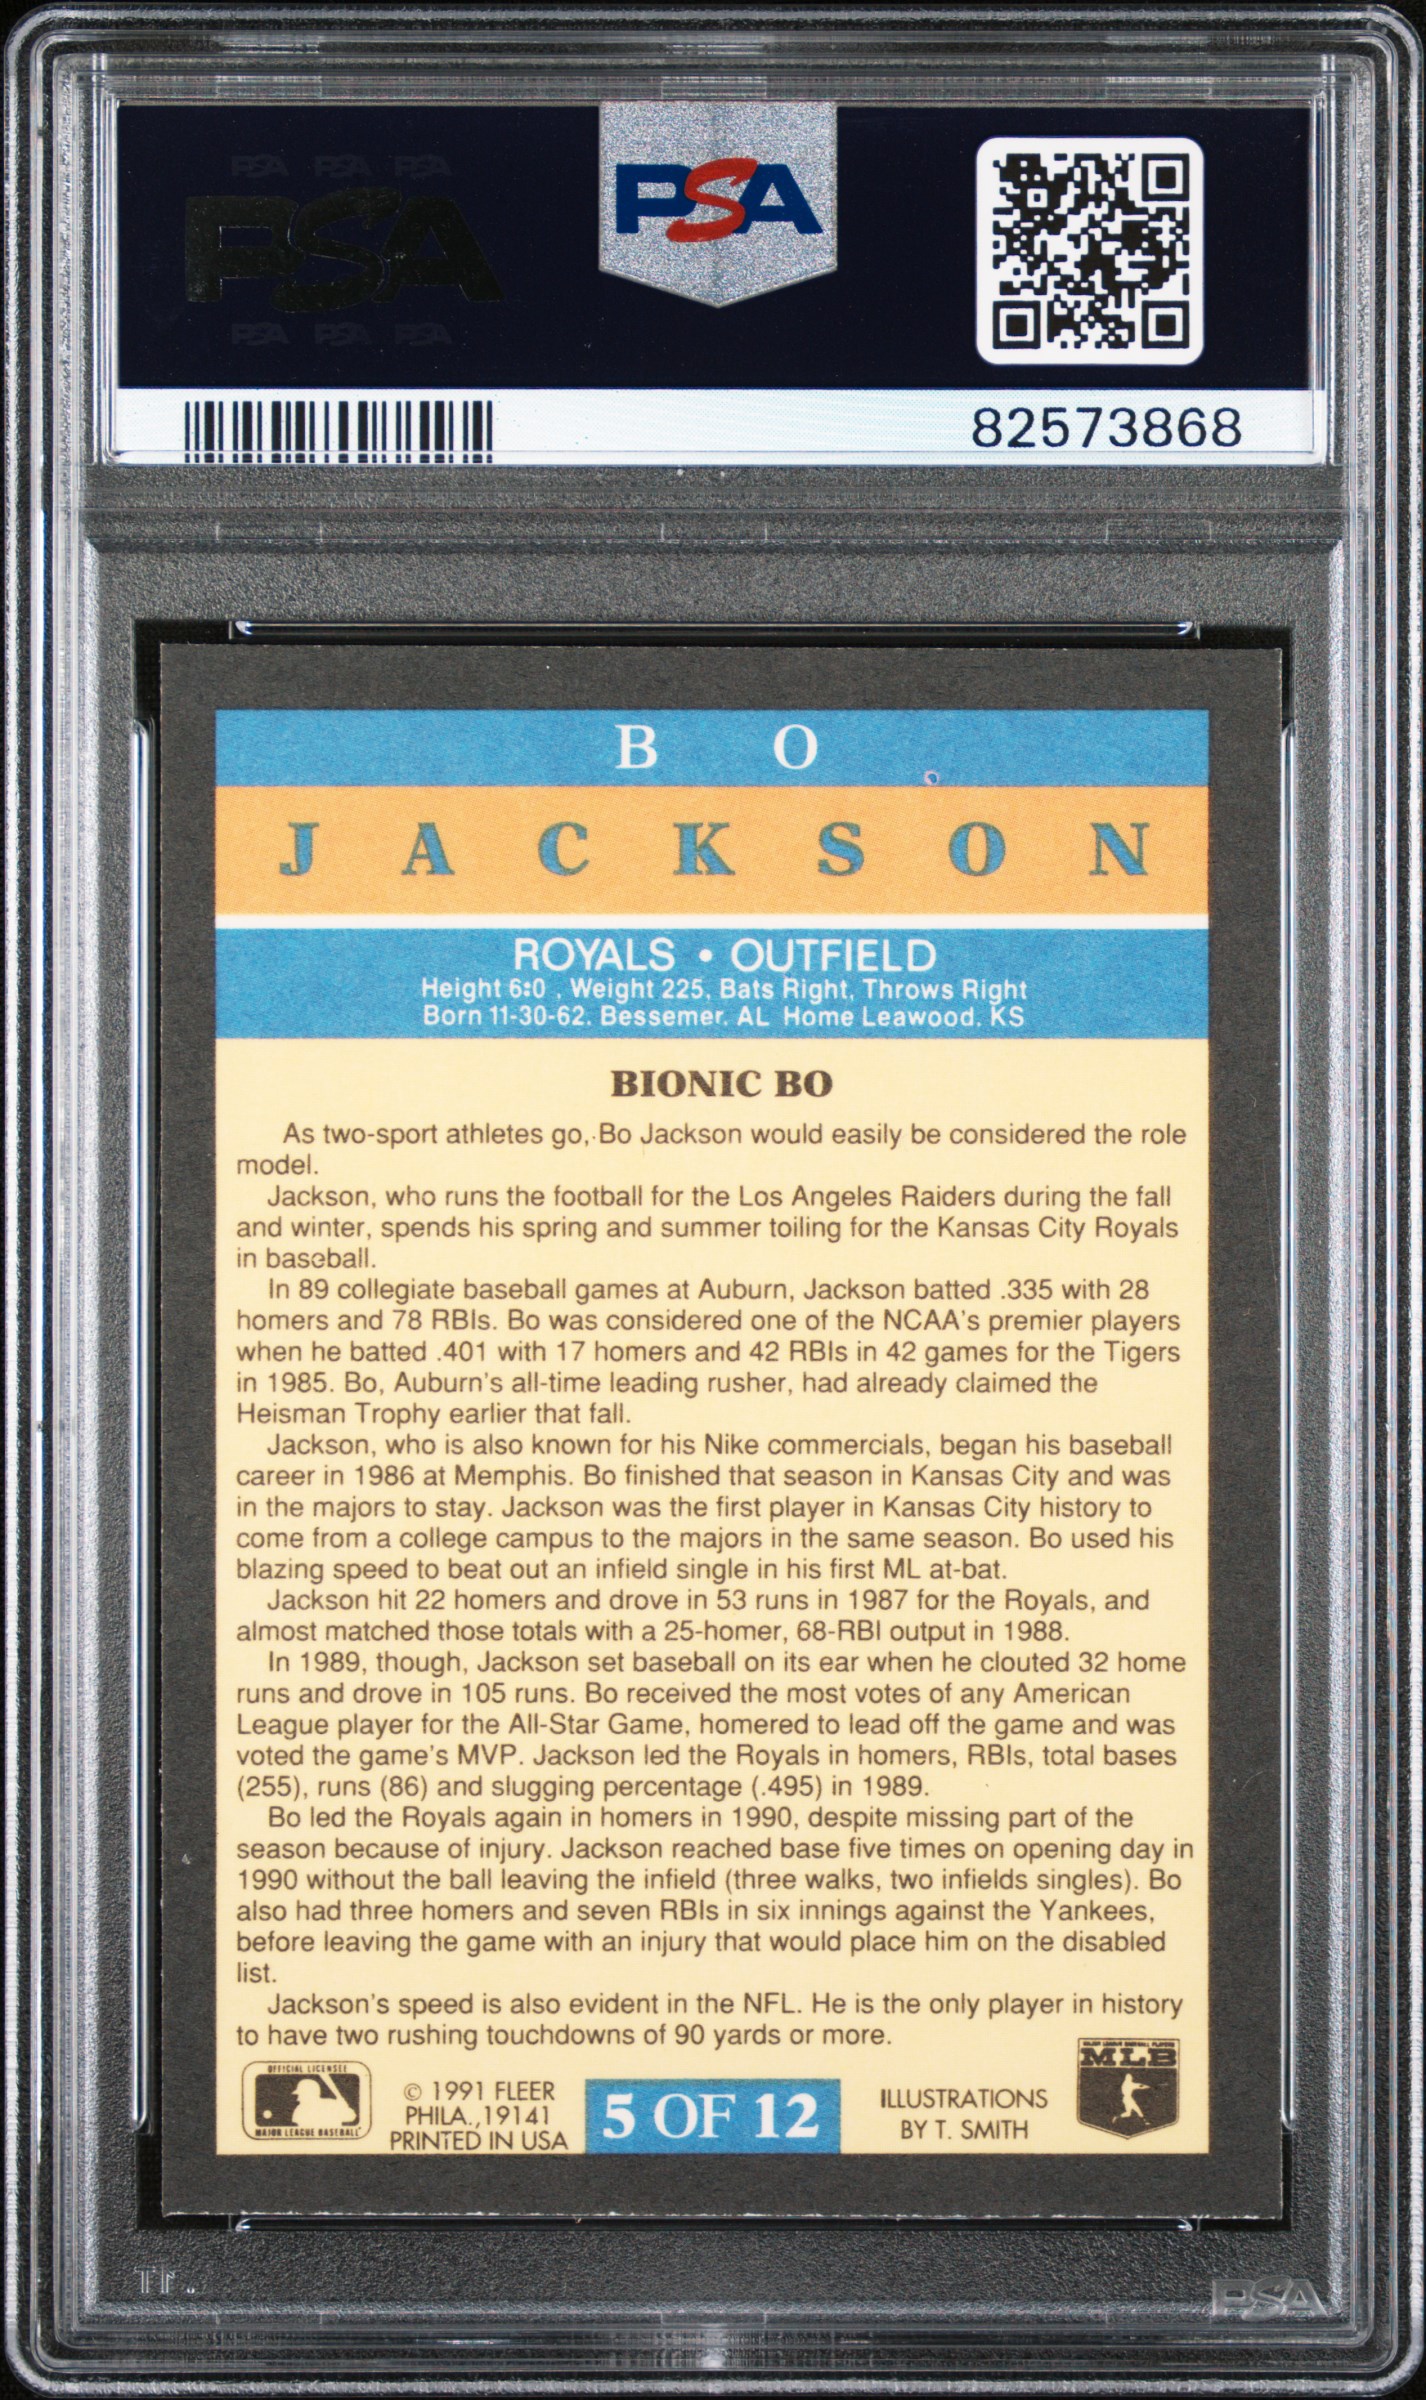 PSA PSA PSA
PSA
PSA PSA PSA
PSA
82573868
BO
JACKSON
ROYALS • OUTFIELD
Height 6:0 , Weight 225, Bats Right, Throws Right
Born 11-30-62. Bessemer. AL Home Leawood, KS
BIONIC BO
As two-sport athletes go, Bo Jackson would easily be considered the role
model.
Jackson, who runs the football for the Los Angeles Raiders during the fall
and winter, spends his spring and summer toiling for the Kansas City Royals
in baseball.
In 89 collegiate baseball games at Auburn, Jackson batted .335 with 28
homers and 78 RBIs. Bo was considered one of the NCAA's premier players
when he batted .401 with 17 homers and 42 RBIs in 42 games for the Tigers
in 1985. Bo, Auburn's all-time leading rusher, had already claimed the
Heisman Trophy earlier that fall.
Jackson, who is also known for his Nike commercials, began his baseball
career in 1986 at Memphis. Bo finished that season in Kansas City and was
in the majors to stay. Jackson was the first player in Kansas City history to
come from a college campus to the majors in the same season. Bo used his
blazing speed to beat out an infield single in his first ML at-bat.
Jackson hit 22 homers and drove in 53 runs in 1987 for the Royals, and
almost matched those totals with a 25-homer, 68-RBI output in 1988.
In 1989, though, Jackson set baseball on its ear when he clouted 32 home
runs and drove in 105 runs. Bo received the most votes of any American
League player for the All-Star Game, homered to lead off the game and was
voted the game's MVP. Jackson led the Royals in homers, RBIs, total bases
(255), runs (86) and slugging percentage (.495) in 1989.
Bo led the Royals again in homers in 1990, despite missing part of the
season because of injury. Jackson reached base five times on opening day in
1990 without the ball leaving the infield (three walks, two infields singles). Bo
also had three homers and seven RBIs in six innings against the Yankees,
before leaving the game with an injury that would place him on the disabled
list.
Jackson's speed is also evident in the NFL. He is the only player in history
to have two rushing touchdowns of 90 yards or more.
OFFICIAL LICENSEE
MAJOR LEAGUE BASEBALL
© 1991 FLEER
PHILA., 19141
PRINTED IN USA
5 OF 12
ILLUSTRATIONS
BY T. SMITH
MAJOR LEAGUE BASEBALL PLAYERS
MLB
PSA